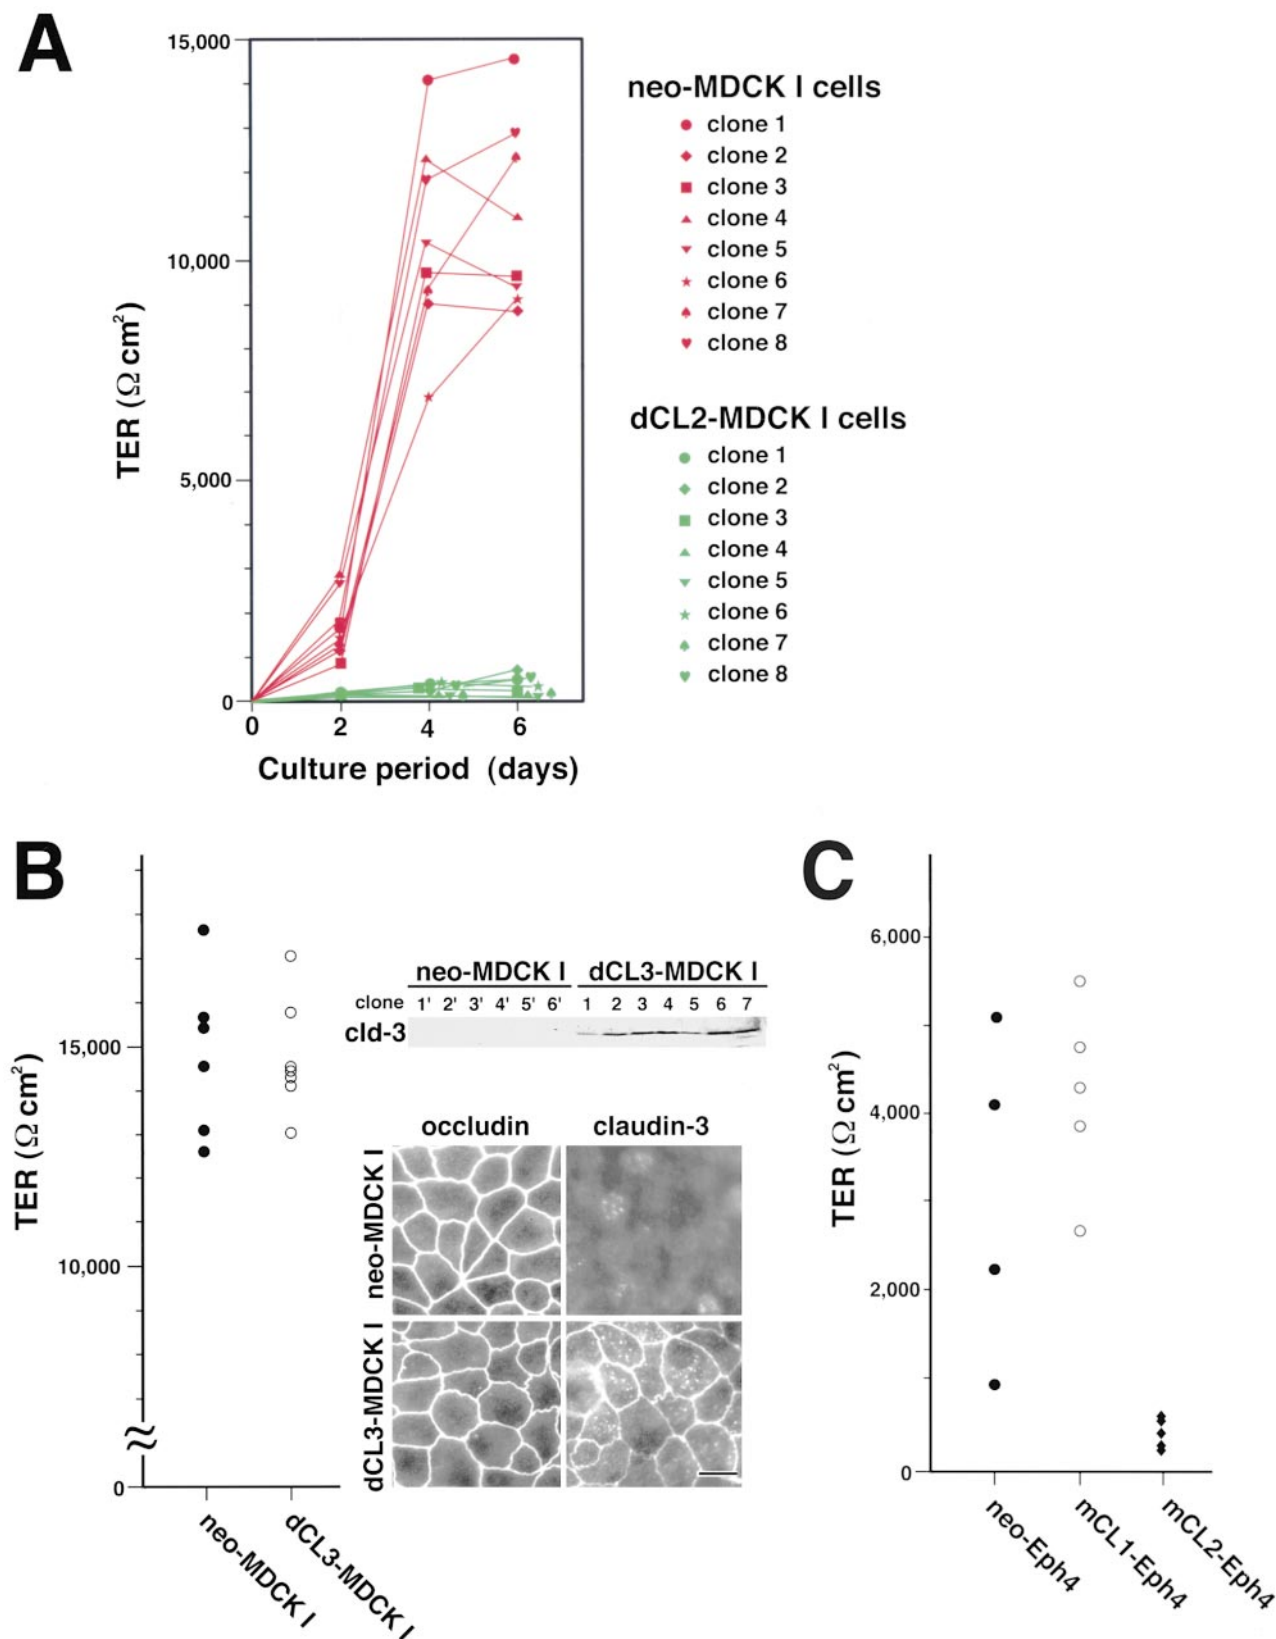 A
15,000
10,000
5,000
0
0 2 4 6
TER (Ω cm²)
Culture period (days)
neo-MDCK I cells
clone 1
clone 2
clone 3
clone 4
clone 5
clone 6
clone 7
clone 8
dCL2-MDCK I cells
clone 1
clone 2
clone 3
clone 4
clone 5
clone 6
clone 7
clone 8
B
15,000
10,000
0
TER (Ω cm²)
neo-MDCK I
dCL3-MDCK I
neo-MDCK I dCL3-MDCK I
clone 1' 2' 3' 4' 5' 6' 1 2 3 4 5 6 7
cld-3
occludin claudin-3
neo-MDCK I
dCL3-MDCK I
C
6,000
4,000
2,000
0
TER (Ω cm²)
neo-Eph4
mCL1-Eph4
mCL2-Eph4